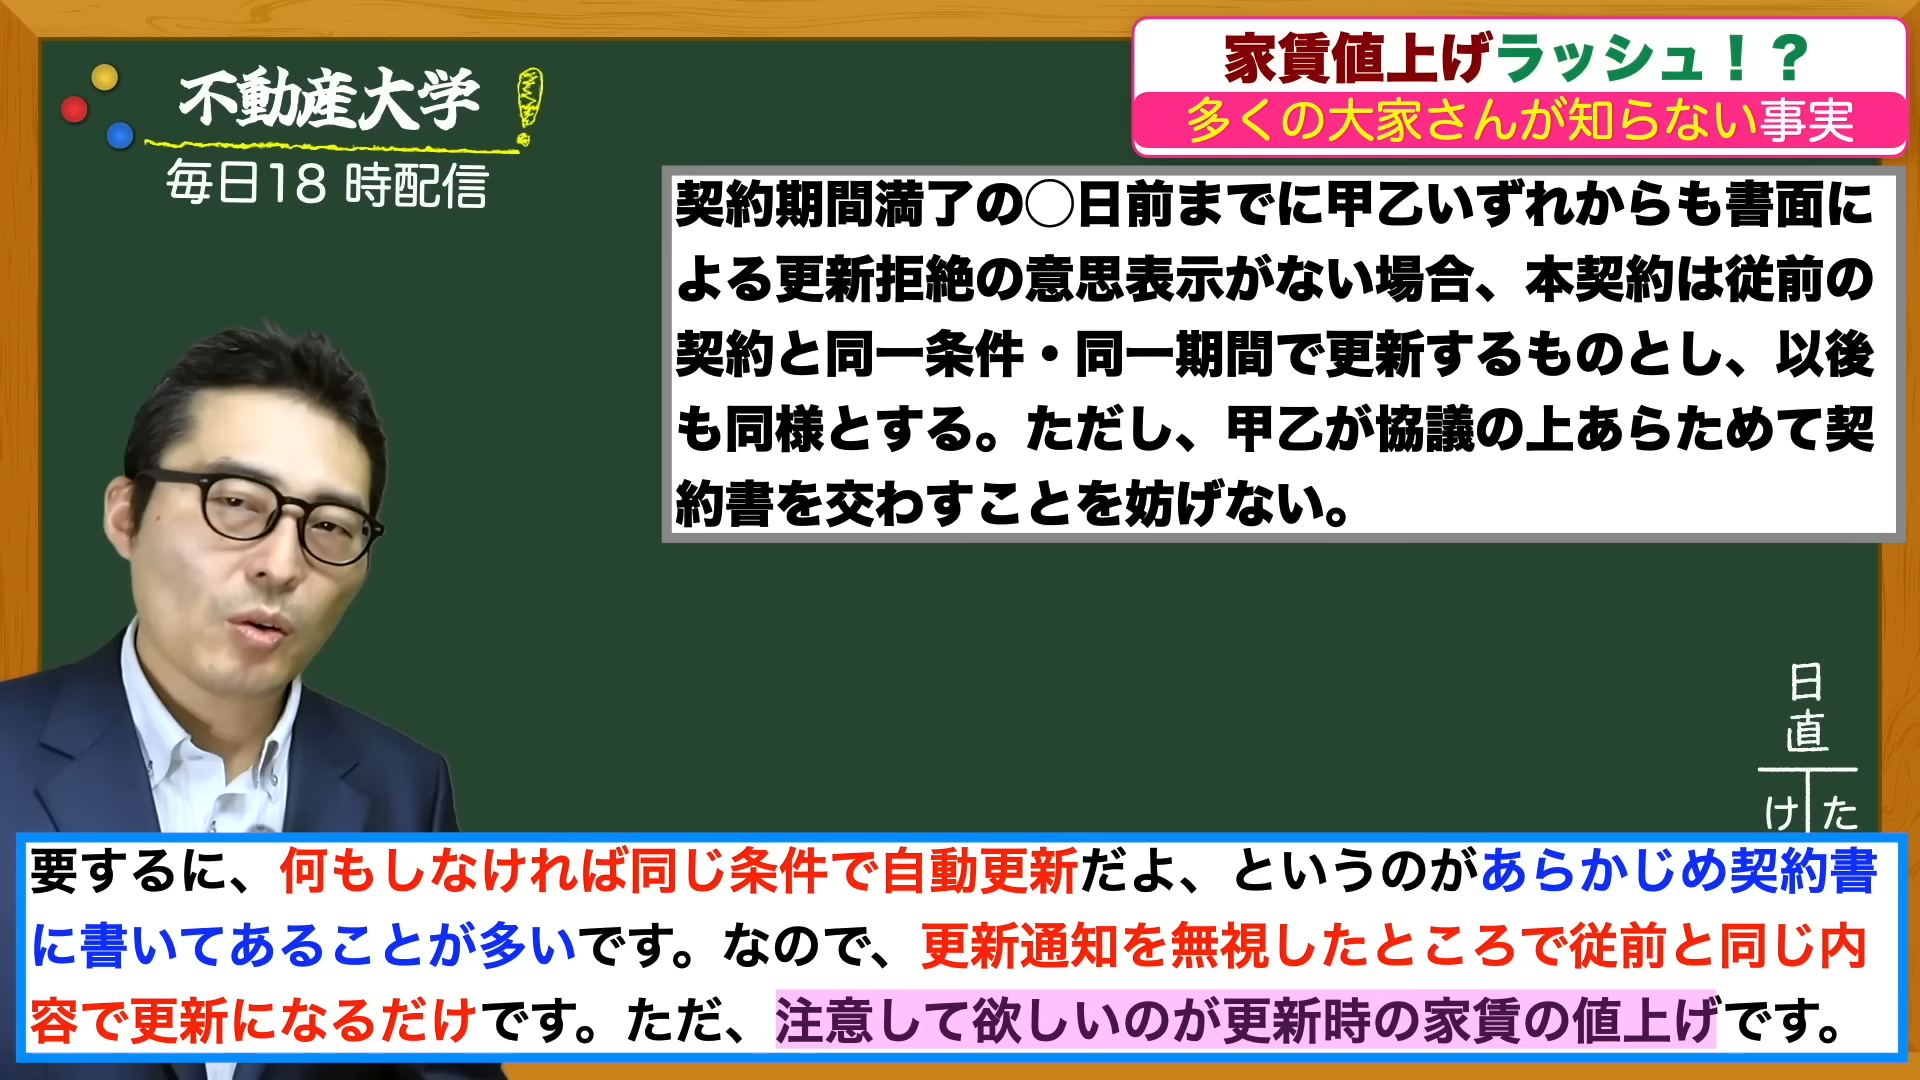 不動産大学!
毎日18時配信
家賃値上げラッシュ！？
多くの大家さんが知らない事実
契約期間満了の◯日前までに甲乙いずれからも書面に
よる更新拒絶の意思表示がない場合、本契約は従前の
契約と同一条件・同一期間で更新するものとし、以後
も同様とする。ただし、甲乙が協議の上あらためて契
約書を交わすことを妨げない。
日直
けた
要するに、何もしなければ同じ条件で自動更新だよ、というのがあらかじめ契約書
に書いてあることが多いです。なので、更新通知を無視したところで従前と同じ内
容で更新になるだけです。ただ、注意して欲しいのが更新時の家賃の値上げです。